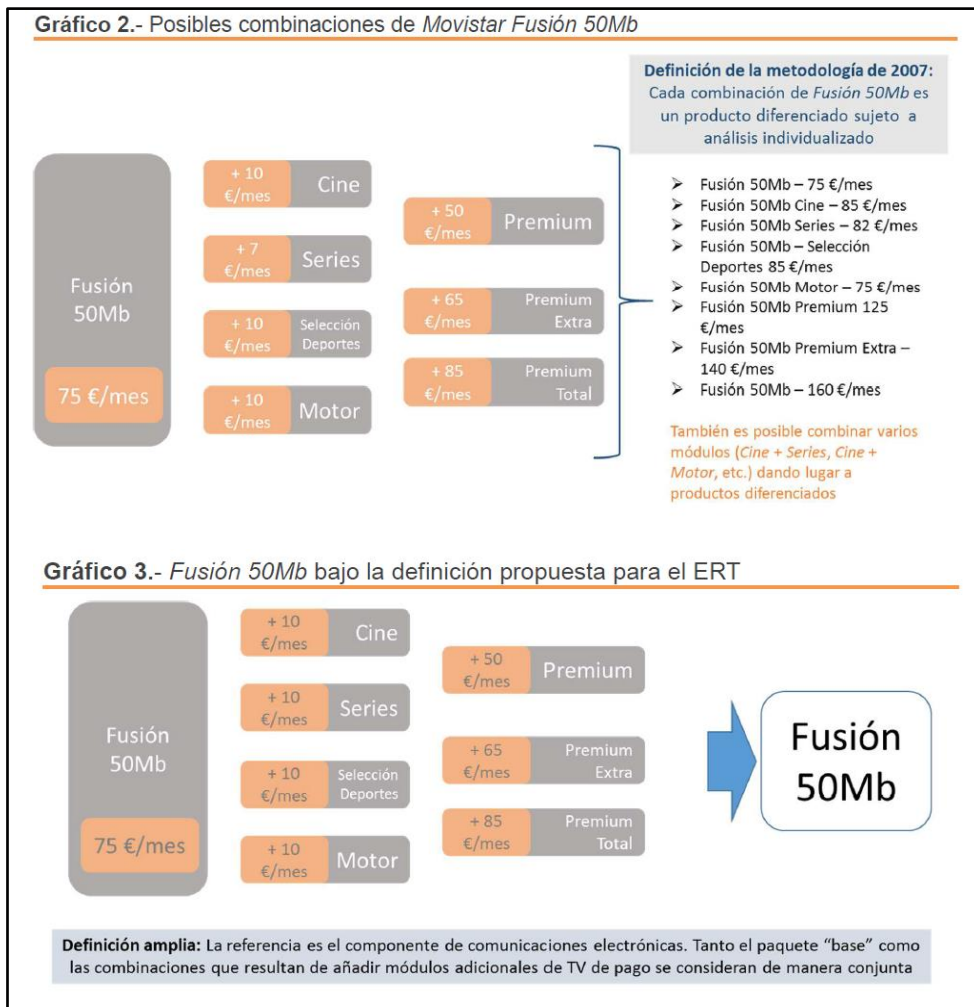 Gráfico 2.- Posibles combinaciones de Movistar Fusión 50Mb
Definición de la metodología de 2007:
Cada combinación de Fusión 50Mb es
un producto diferenciado sujeto a
análisis individualizado
Fusión
50Mb
75 €/mes
+ 10
€/mes
Cine
+ 7
€/mes
Series
+ 10
€/mes
Selección
Deportes
+ 10
€/mes
Motor
+ 50
€/mes
Premium
+ 65
€/mes
Premium
Extra
+ 85
€/mes
Premium
Total
➢ Fusión 50Mb – 75 €/mes
➢ Fusión 50Mb Cine – 85 €/mes
➢ Fusión 50Mb Series – 82 €/mes
➢ Fusión 50Mb – Selección
Deportes 85 €/mes
➢ Fusión 50Mb Motor – 75 €/mes
➢ Fusión 50Mb Premium 125
€/mes
➢ Fusión 50Mb Premium Extra –
140 €/mes
➢ Fusión 50Mb – 160 €/mes
También es posible combinar varios
módulos (Cine + Series, Cine +
Motor, etc.) dando lugar a
productos diferenciados
Gráfico 3.- Fusión 50Mb bajo la definición propuesta para el ERT
Fusión
50Mb
75 €/mes
+ 10
€/mes
Cine
+ 10
€/mes
Series
+ 10
€/mes
Selección
Deportes
+ 10
€/mes
Motor
+ 50
€/mes
Premium
+ 65
€/mes
Premium
Extra
+ 85
€/mes
Premium
Total
Fusión
50Mb
Definición amplia: La referencia es el componente de comunicaciones electrónicas. Tanto el paquete "base" como
las combinaciones que resultan de añadir módulos adicionales de TV de pago se consideran de manera conjunta